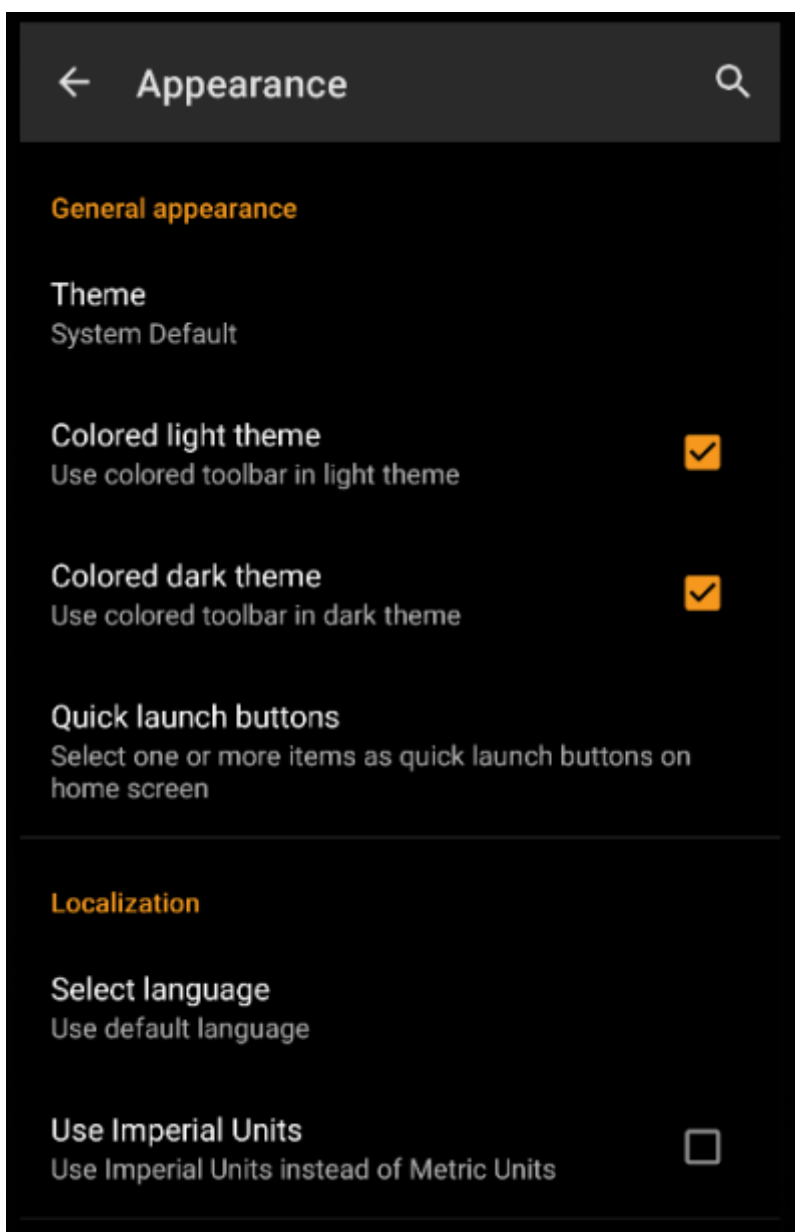 Appearance
General appearance
Theme
System Default
Colored light theme
Use colored toolbar in light theme
Colored dark theme
Use colored toolbar in dark theme
Quick launch buttons
Select one or more items as quick launch buttons on
home screen
Localization
Select language
Use default language
Use Imperial Units
Use Imperial Units instead of Metric Units